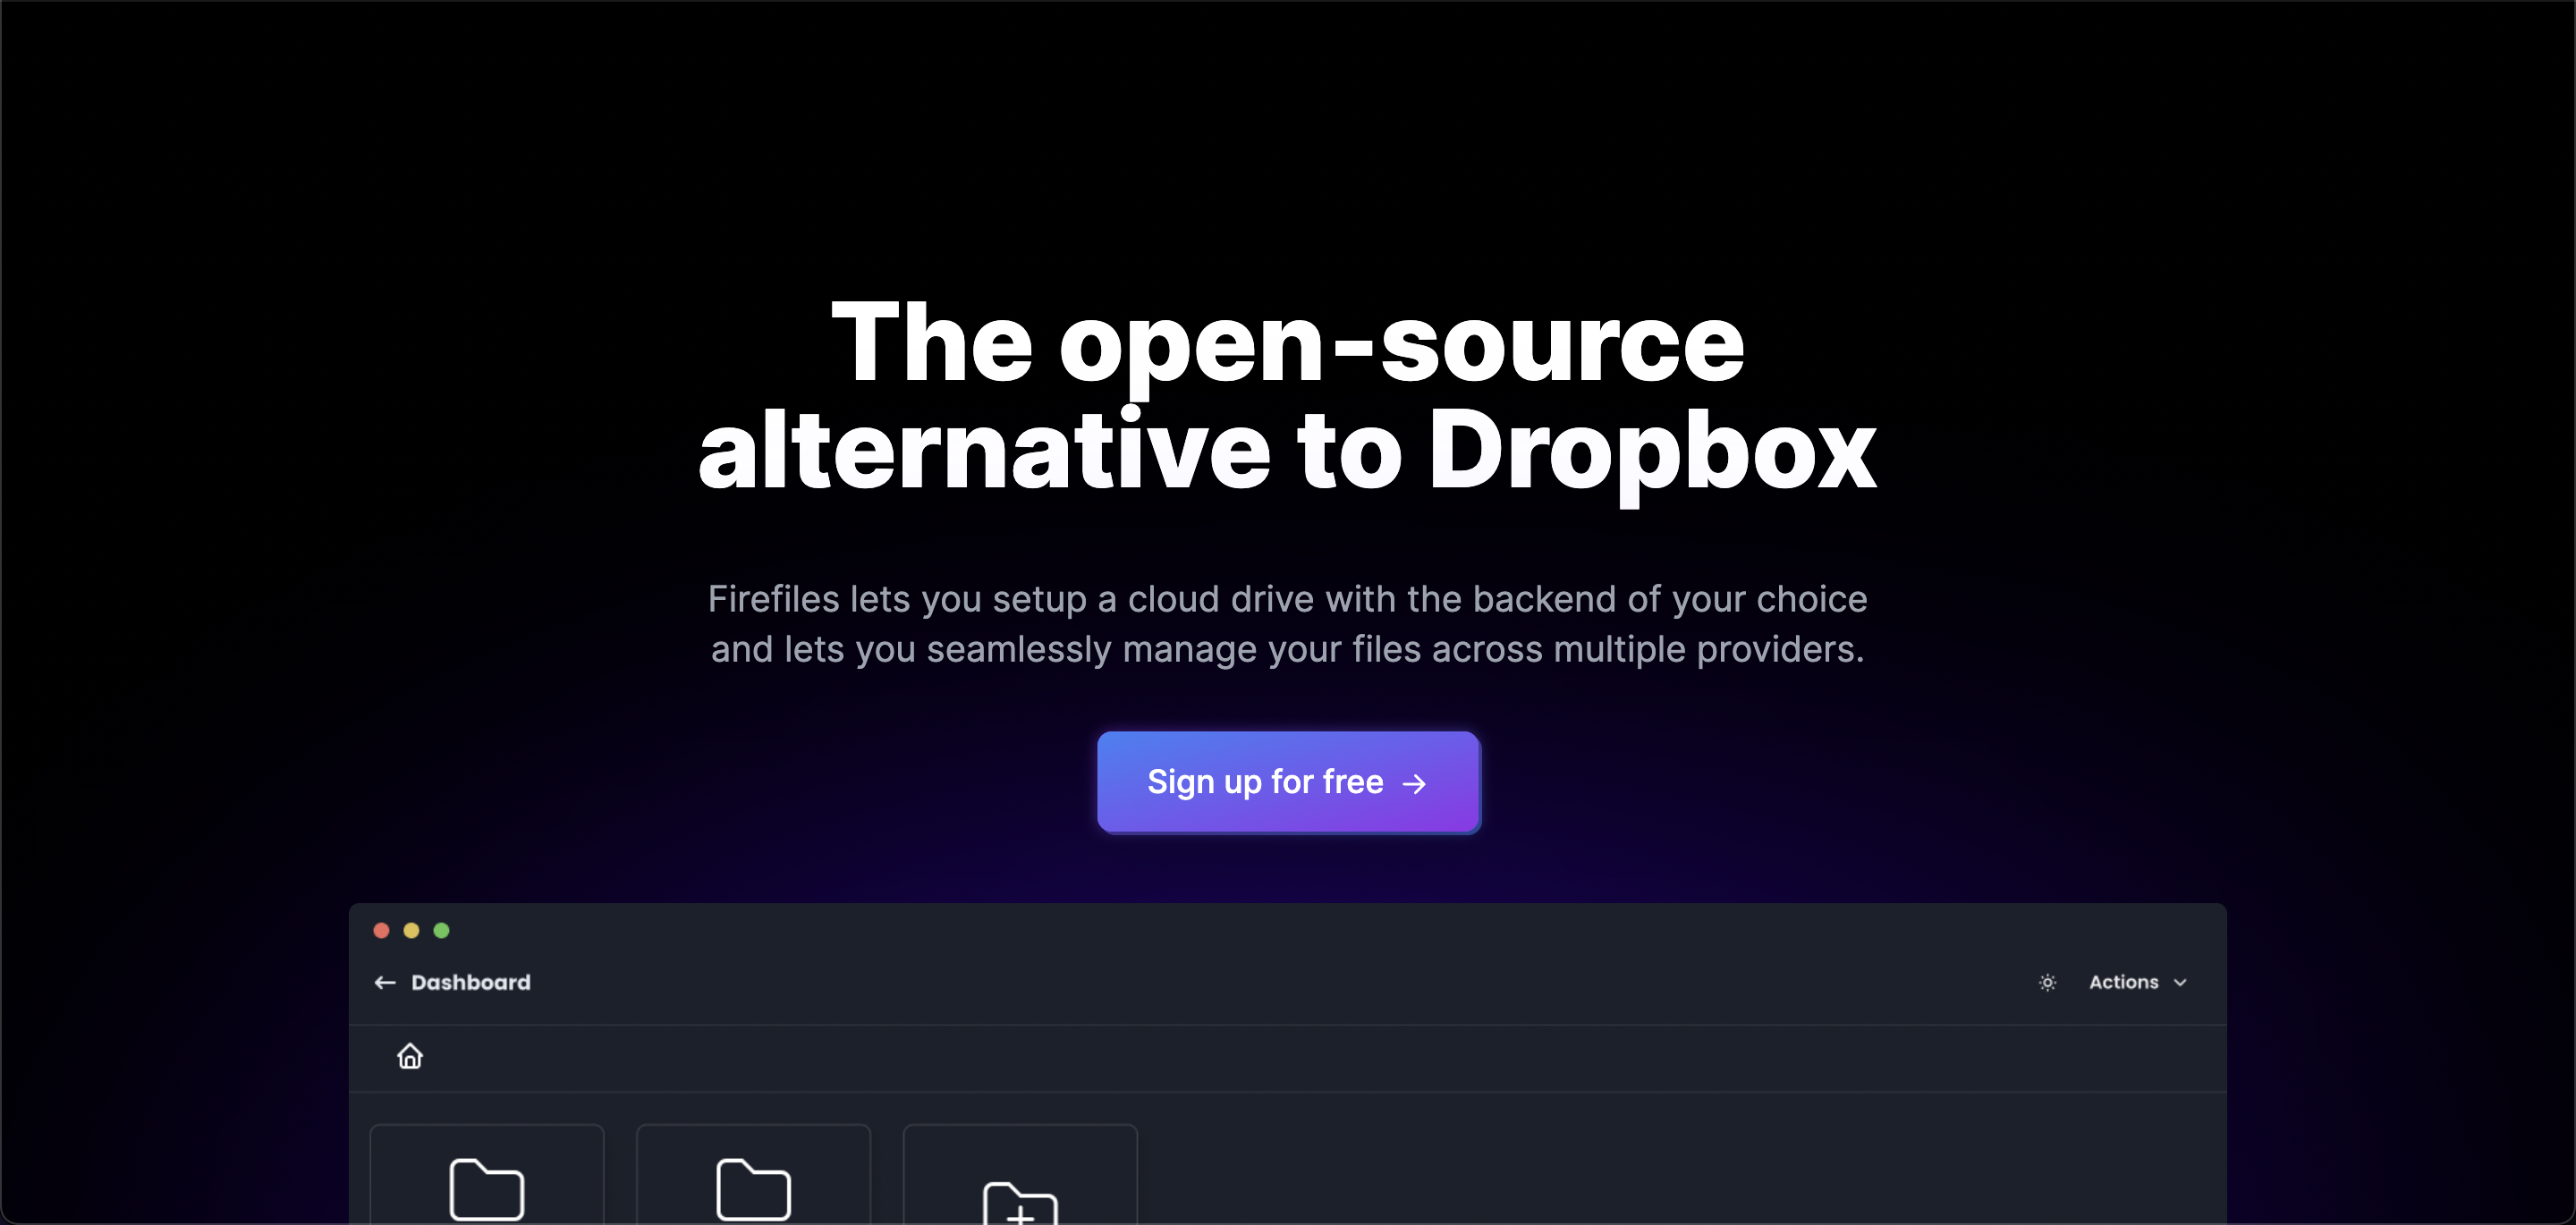 The open-source
alternative to Dropbox
Firefiles lets you setup a cloud drive with the backend of your choice
and lets you seamlessly manage your files across multiple providers.
Sign up for free →
← Dashboard
Actions